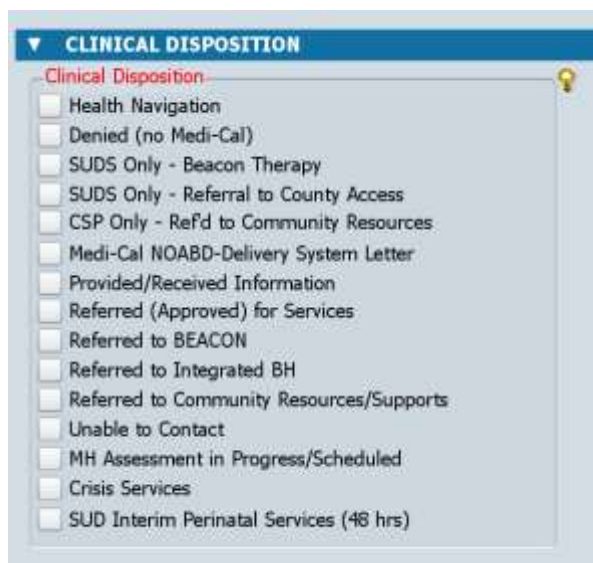 CLINICAL DISPOSITION
Clinical Disposition
Health Navigation
Denied (no Medi-Cal)
SUDS Only - Beacon Therapy
SUDS Only - Referral to County Access
CSP Only - Ref'd to Community Resources
Medi-Cal NOABD-Delivery System Letter
Provided/Received Information
Referred (Approved) for Services
Referred to BEACON
Referred to Integrated BH
Referred to Community Resources/Supports
Unable to Contact
MH Assessment in Progress/Scheduled
Crisis Services
SUD Interim Perinatal Services (48 hrs)